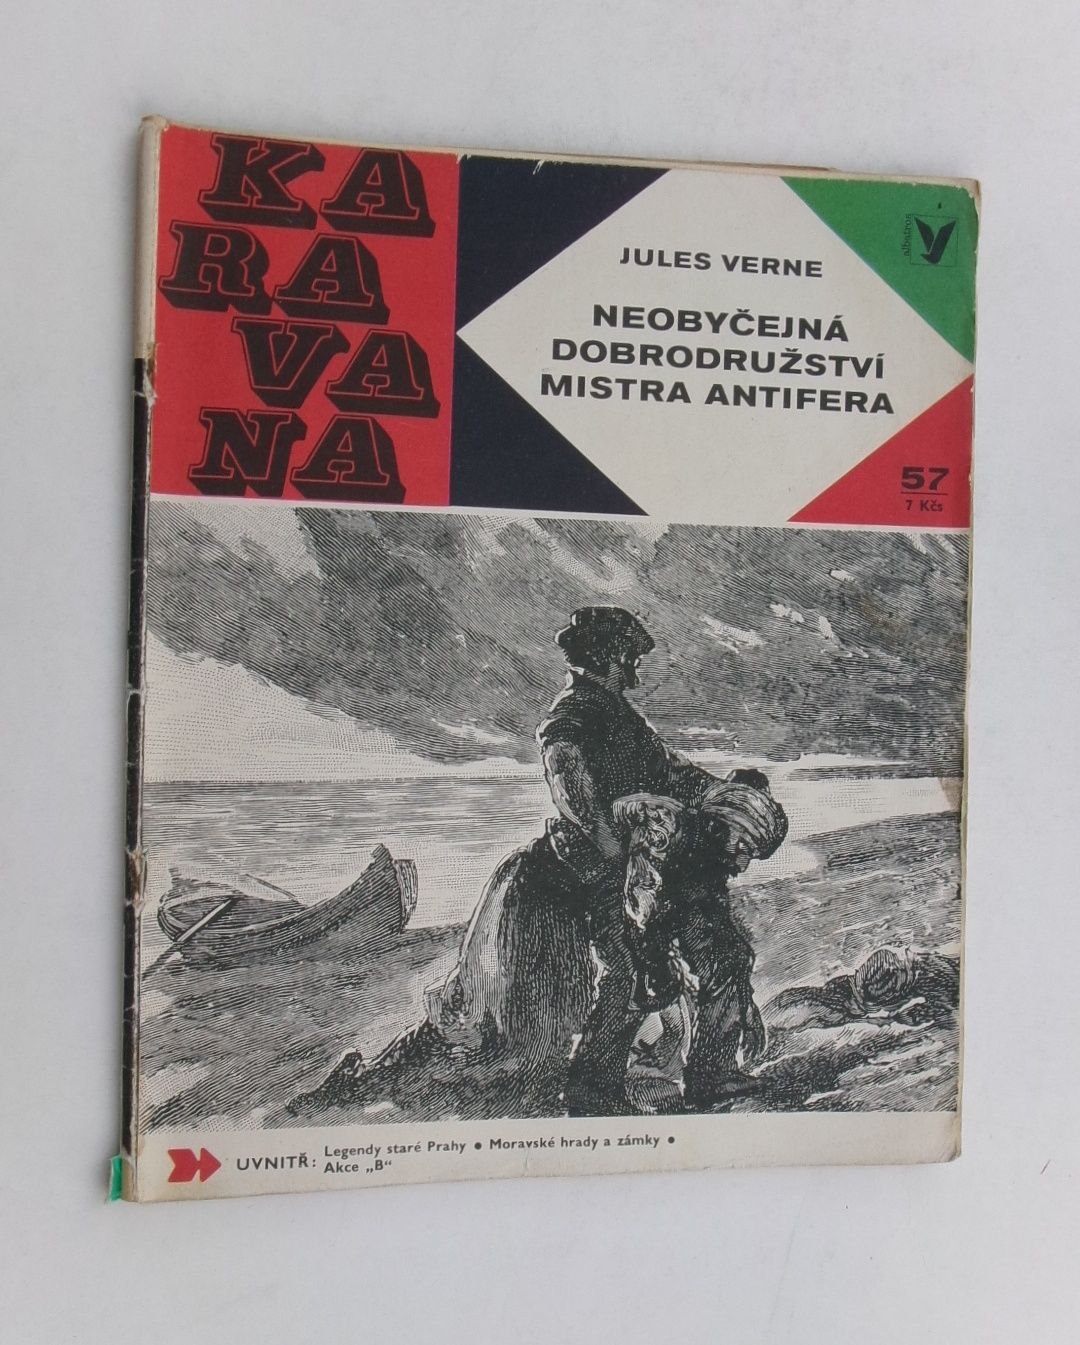 KA
RA
VA
NA
JULES VERNE
NEOBYČEJNÁ
DOBRODRUŽSTVÍ
MISTRA ANTIFERA
albatros
57
7 Kčs
UVNITŘ: Legendy staré Prahy • Moravské hrady a zámky •
Akce „B“